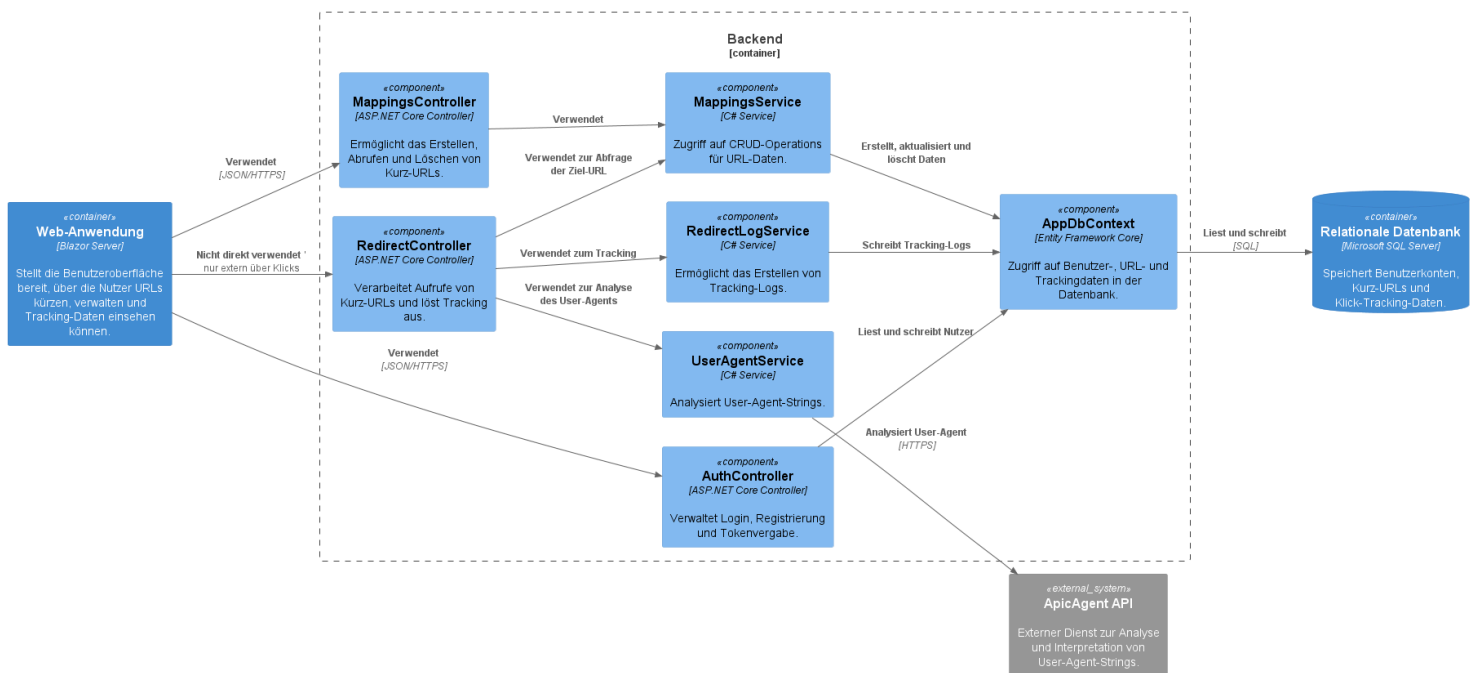 Backend
[container]
«component»
MappingsController
[ASP.NET Core Controller]
Ermöglicht das Erstellen,
Abrufen und Löschen von
Kurz-URLs.
«component»
MappingsService
[C# Service]
Zugriff auf CRUD-Operations
für URL-Daten.
Verwendet
Verwendet
[JSON/HTTPS]
Verwendet zur Abfrage
der Ziel-URL
Erstellt, aktualisiert und
löscht Daten
«container»
Web-Anwendung
[Blazor Server]
Stellt die Benutzeroberfläche
bereit, über die Nutzer URLs
kürzen, verwalten und
Tracking-Daten einsehen
können.
Nicht direkt verwendet '
nur extern über Klicks
«component»
RedirectController
[ASP.NET Core Controller]
Verarbeitet Aufrufe von
Kurz-URLs und löst Tracking
aus.
Verwendet zum Tracking
«component»
RedirectLogService
[C# Service]
Ermöglicht das Erstellen von
Tracking-Logs.
Schreibt Tracking-Logs
«component»
AppDbContext
[Entity Framework Core]
Zugriff auf Benutzer-, URL- und
Trackingdaten in der
Datenbank.
Liest und schreibt
[SQL]
«container»
Relationale Datenbank
[Microsoft SQL Server]
Speichert Benutzerkonten,
Kurz-URLs und
Klick-Tracking-Daten.
Verwendet zur Analyse
des User-Agents
Verwendet
[JSON/HTTPS]
«component»
UserAgentService
[C# Service]
Analysiert User-Agent-Strings.
Liest und schreibt Nutzer
Analysiert User-Agent
[HTTPS]
«component»
AuthController
[ASP.NET Core Controller]
Verwaltet Login, Registrierung
und Tokenvergabe.
«external_system»
ApicAgent API
Externer Dienst zur Analyse
und Interpretation von
User-Agent-Strings.